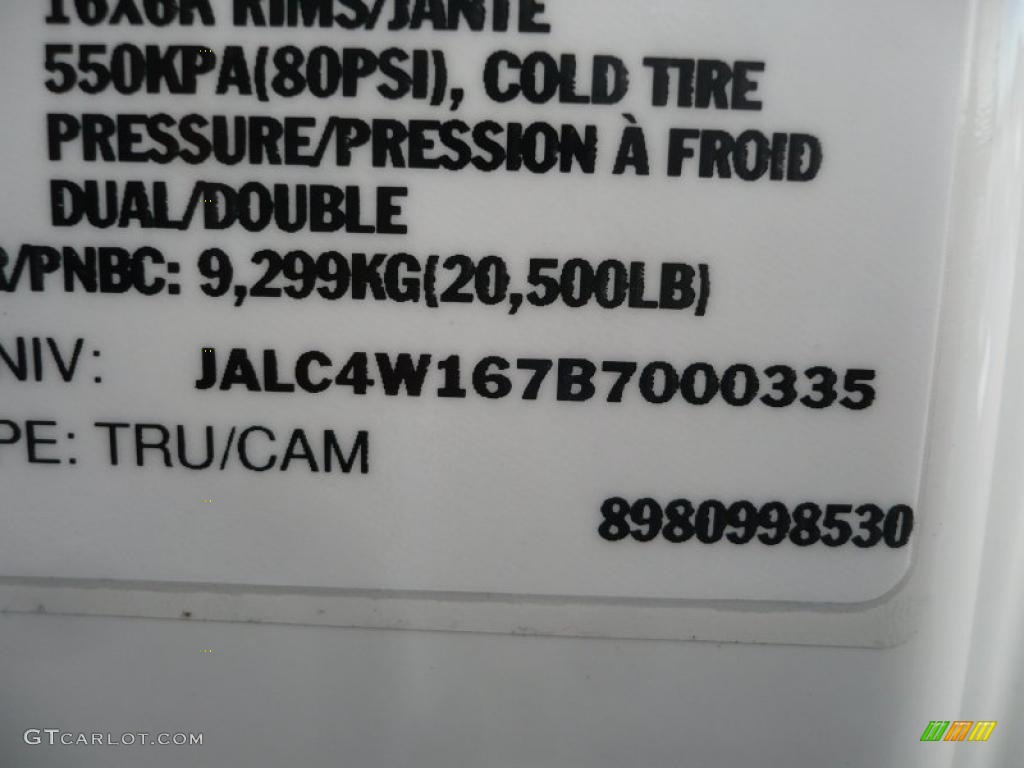 16X6K RIMS/JANTE
550KPA(80PSI), COLD TIRE
PRESSURE/PRESSION À FROID
DUAL/DOUBLE
R/PNBC: 9,299KG(20,500LB)
NIV: JALC4W167B7000335
PE: TRU/CAM
8980998530
GTCARLOT.COM